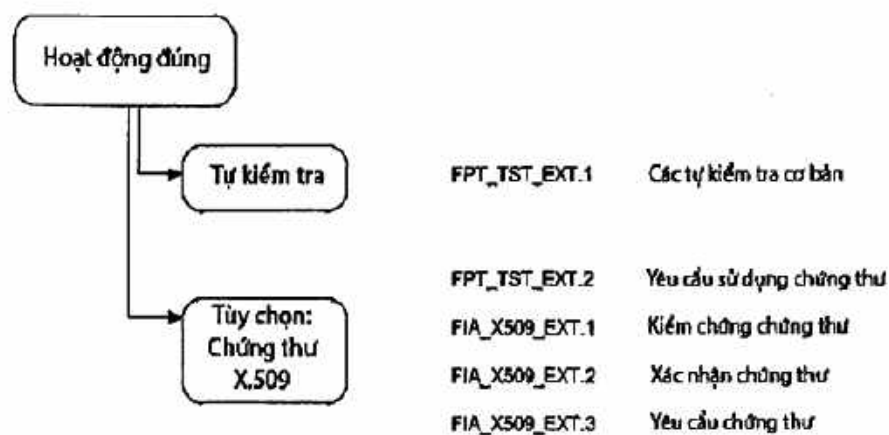 Hoạt động đúng
Tự kiểm tra
FPT_TST_EXT.1 Các tự kiểm tra cơ bản
FPT_TST_EXT.2 Yêu cầu sử dụng chứng thư
Tùy chọn:
Chứng thư
X.509
FIA_X509_EXT.1 Kiểm chứng chứng thư
FIA_X509_EXT.2 Xác nhận chứng thư
FIA_X509_EXT.3 Yêu cầu chứng thư